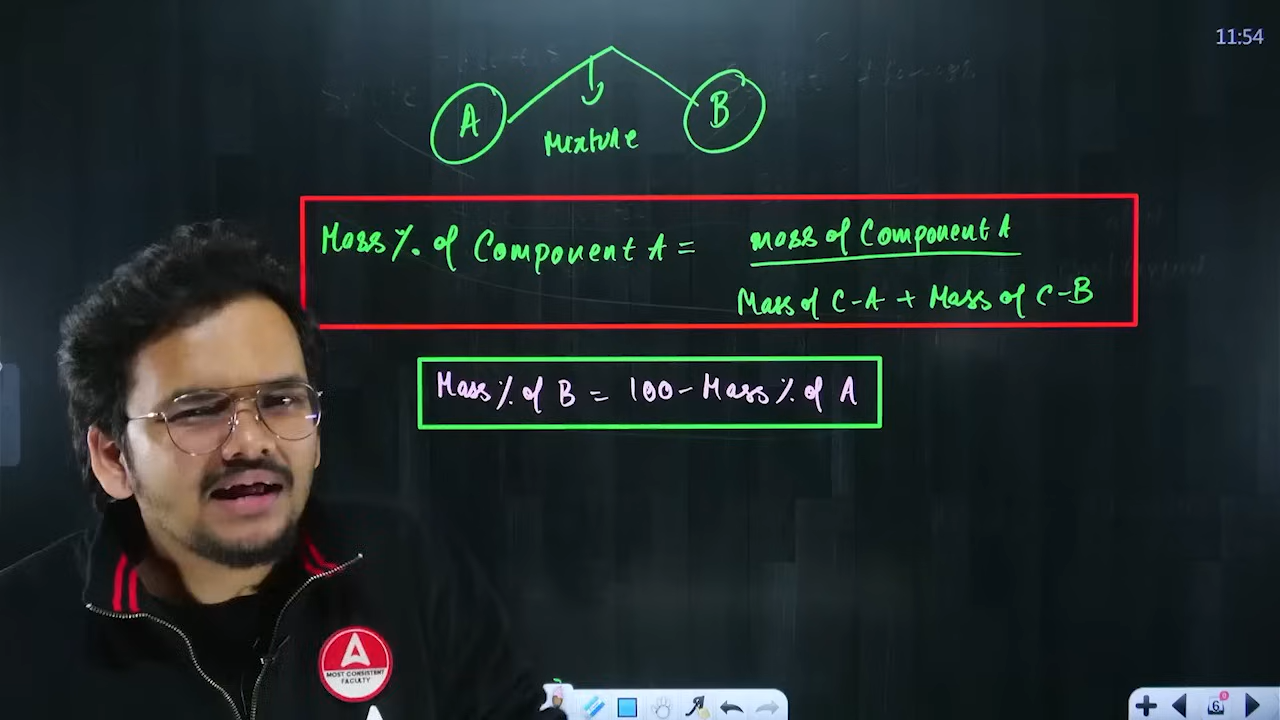 11:54
A
B
Mixture
Mass % of Component A = mass of Component A
Mass of C-A + Mass of C-B
Mass % of B = 100 - Mass % of A
MOST CONSISTENT
FACULTY
6